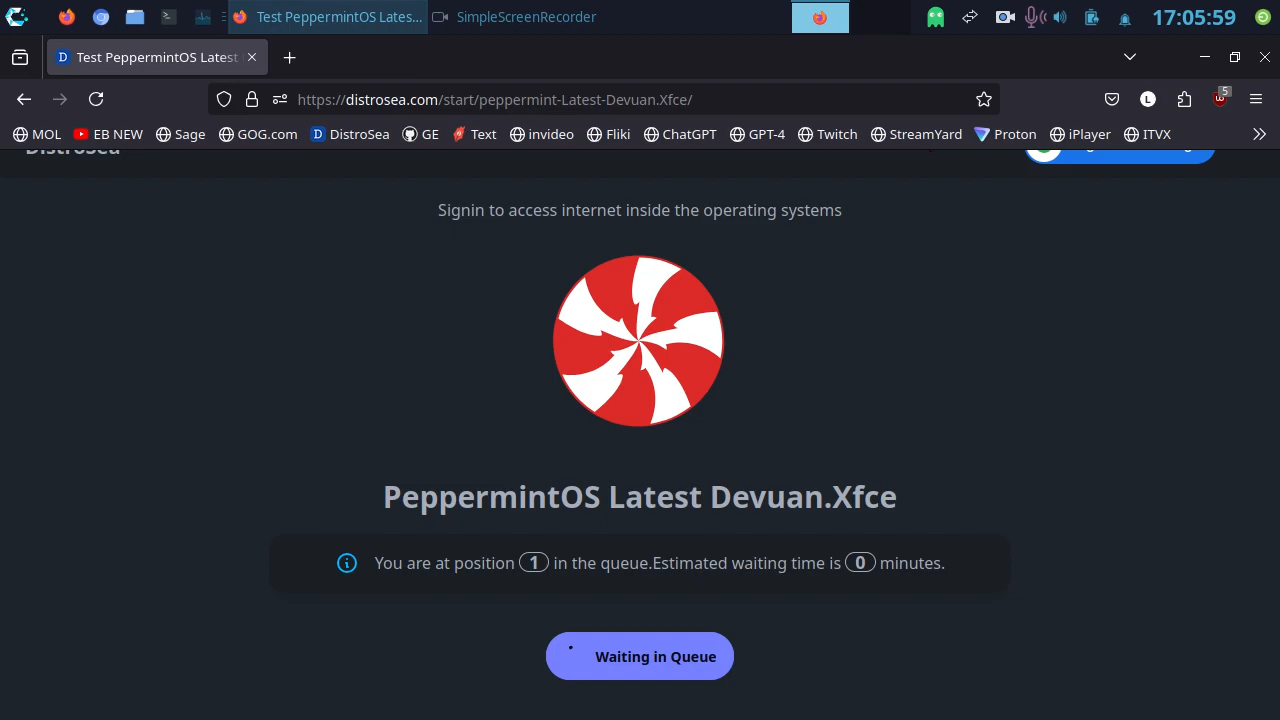 Test PeppermintOS Lates...
SimpleScreenRecorder
17:05:59
Test PeppermintOS Latest
https://distrosea.com/start/peppermint-Latest-Devuan.Xfce/
L
5
MOL
EB NEW
Sage
GOG.com
DistroSea
GE
Text
invideo
Fliki
ChatGPT
GPT-4
Twitch
StreamYard
Proton
iPlayer
ITVX
DistroSea
Signin to access internet inside the operating systems
PeppermintOS Latest Devuan.Xfce
You are at position 1 in the queue.Estimated waiting time is 0 minutes.
Waiting in Queue